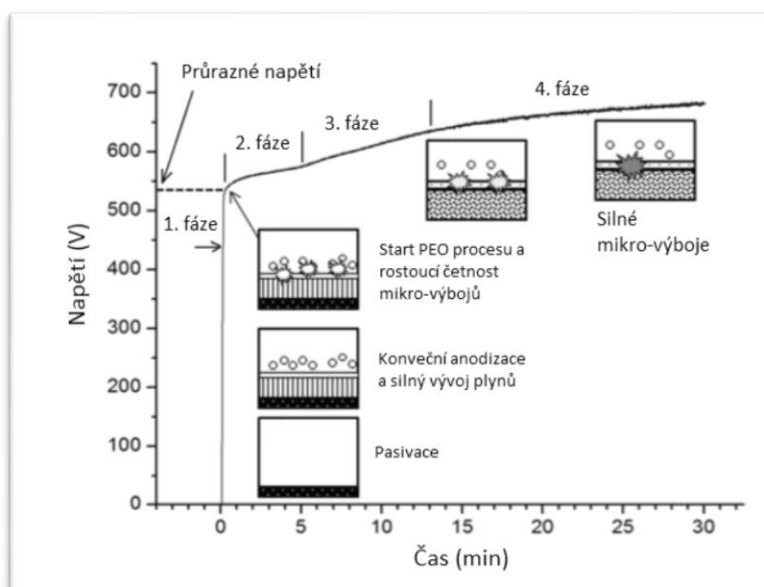 Průrazné napětí
700
600
500
400
300
200
100
0
Napětí (V)
1. fáze
2. fáze
3. fáze
4. fáze
Start PEO procesu a
rostoucí četnost
mikro-výbojů
Silné
mikro-výboje
Konveční anodizace
a silný vývoj plynů
Pasivace
0 5 10 15 20 25 30
Čas (min)